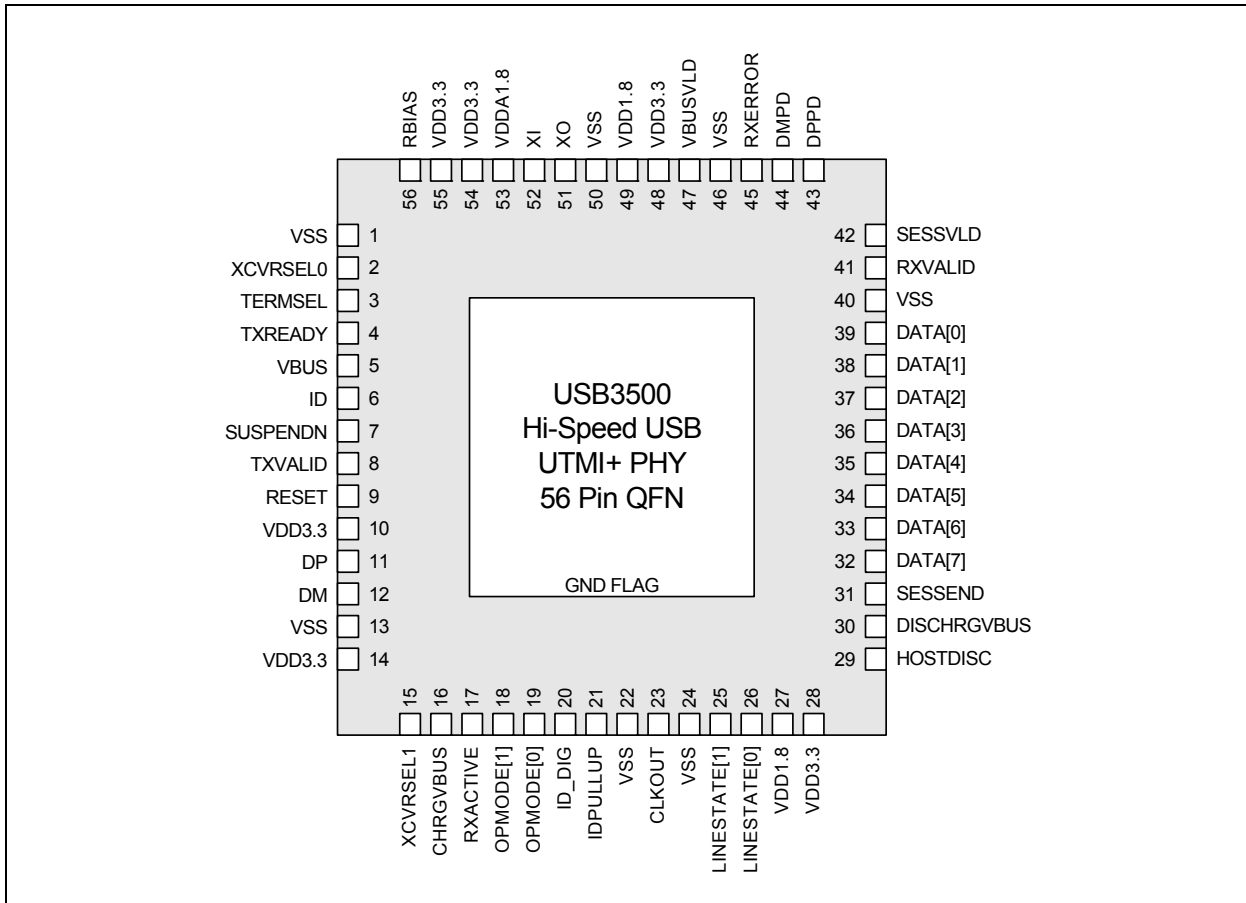 RBIAS
VDD3.3
VDD3.3
VDDA1.8
XI
XO
VSS
VDD1.8
VDD3.3
VBUSVLD
VSS
RXERROR
DMPD
DPPD
56
55
54
53
52
51
50
49
48
47
46
45
44
43
VSS 1
XCVRSEL0 2
TERMSEL 3
TXREADY 4
VBUS 5
ID 6
SUSPENDN 7
TXVALID 8
RESET 9
VDD3.3 10
DP 11
DM 12
VSS 13
VDD3.3 14
USB3500
Hi-Speed USB
UTMI+ PHY
56 Pin QFN
GND FLAG
42 SESSVLD
41 RXVALID
40 VSS
39 DATA[0]
38 DATA[1]
37 DATA[2]
36 DATA[3]
35 DATA[4]
34 DATA[5]
33 DATA[6]
32 DATA[7]
31 SESSEND
30 DISCHRGVBUS
29 HOSTDISC
15
16
17
18
19
20
21
22
23
24
25
26
27
28
XCVRSEL1
CHRGVBUS
RXACTIVE
OPMODE[1]
OPMODE[0]
ID_DIG
IDPULLUP
VSS
CLKOUT
VSS
LINESTATE[1]
LINESTATE[0]
VDD1.8
VDD3.3